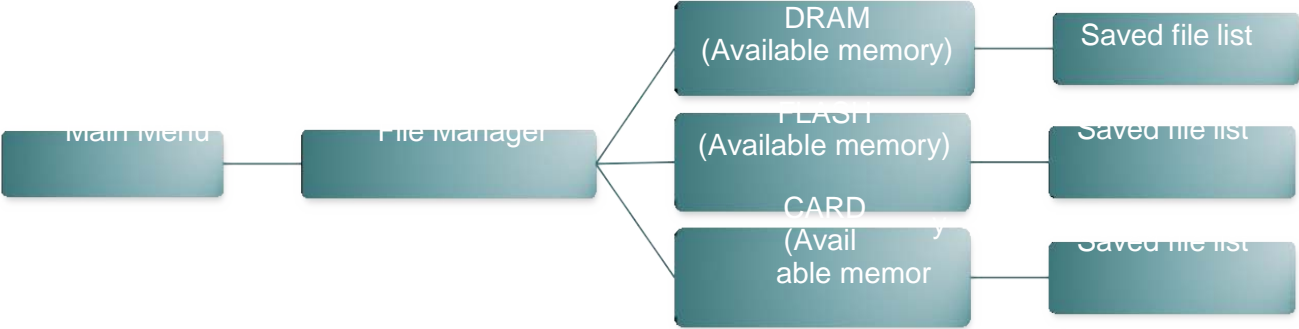 Main Menu
File Manager
DRAM
(Available memory)
Saved file list
FLASH
(Available memory)
Saved file list
CARD
(Avail
able memor
y
Saved file list